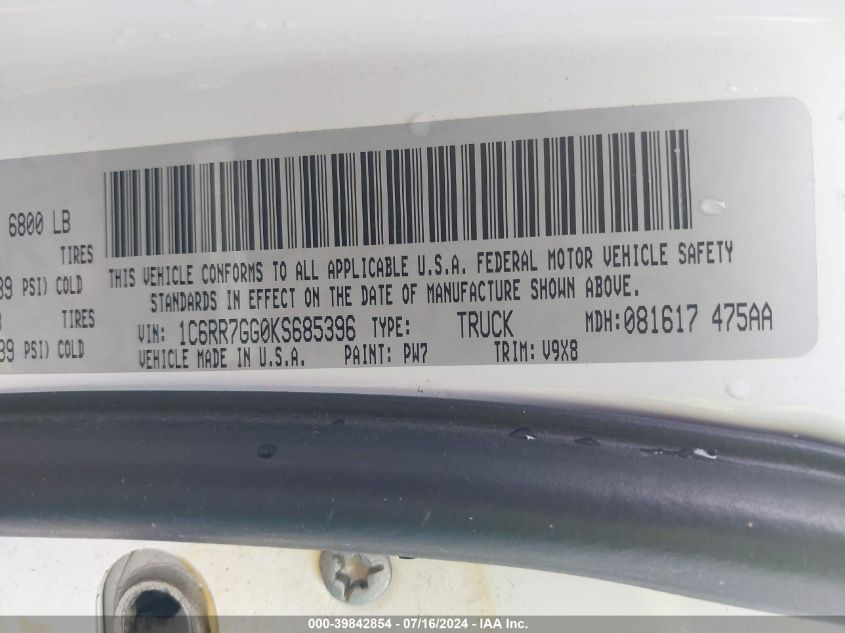 6800 LB
TIRES
39 PSI) COLD
TIRES
39 PSI) COLD
THIS VEHICLE CONFORMS TO ALL APPLICABLE U.S.A. FEDERAL MOTOR VEHICLE SAFETY
STANDARDS IN EFFECT ON THE DATE OF MANUFACTURE SHOWN ABOVE.
VIN: 1C6RR7GG0KS685396 TYPE: TRUCK MDH:081617 475AA
VEHICLE MADE IN U.S.A. PAINT: PW7 TRIM: V9X8
000-39842854 - 07/16/2024 - IAA Inc.